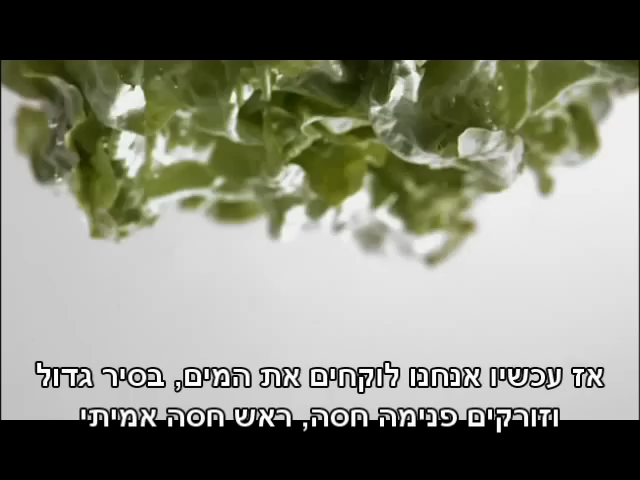 אז עכשיו אנחנו לוקחים את המים, בסיר גדול
וזורקים פנימה חסה, ראש חסה אמיתי